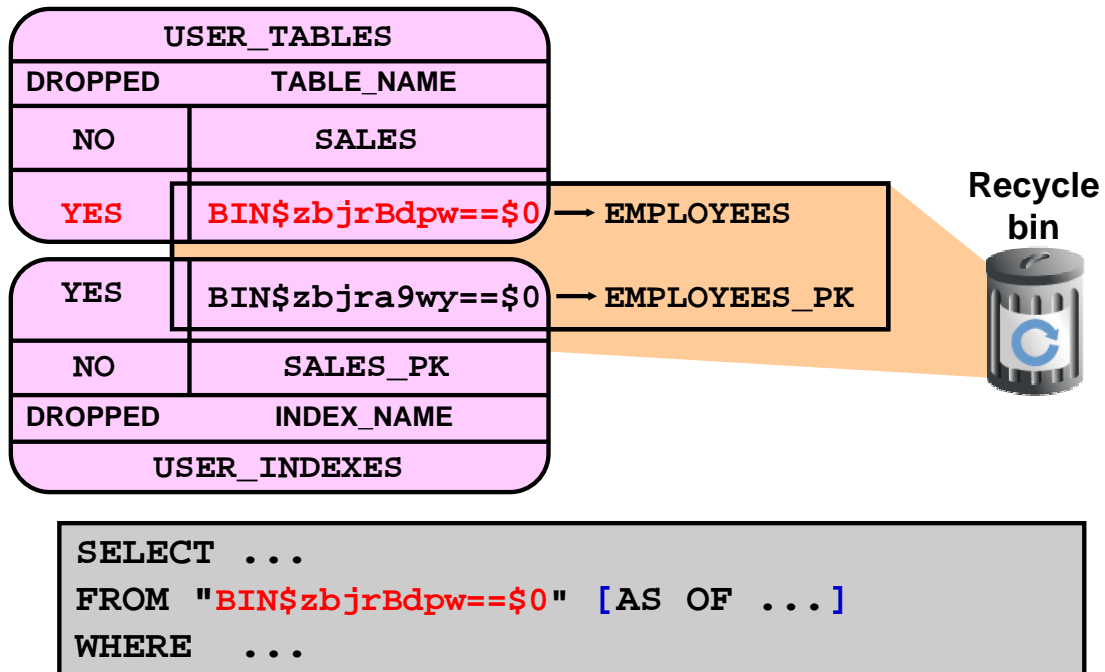 USER_TABLES
DROPPED TABLE_NAME
NO SALES
YES BIN$zbjrBdpw==$0 EMPLOYEES
Recycle
bin
YES BIN$zbjra9wy==$0 EMPLOYEES_PK
NO SALES_PK
DROPPED INDEX_NAME
USER_INDEXES
SELECT ...
FROM "BIN$zbjrBdpw==$0" [AS OF ...]
WHERE ...